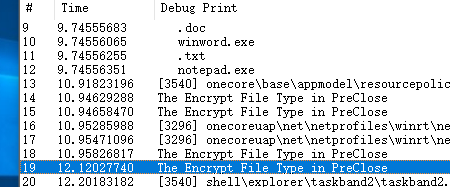 # Time Debug Print
9 9.74555683 .doc
10 9.74556065 winword.exe
11 9.74556255 .txt
12 9.74556351 notepad.exe
13 10.91823196 [3540] onecore\base\appmodel\resourcepolic
14 10.94629288 The Encrypt File Type in PreClose
15 10.94658470 The Encrypt File Type in PreClose
16 10.95285988 [3296] onecoreuap\net\netprofiles\winrt\ne
17 10.95471096 [3296] onecoreuap\net\netprofiles\winrt\ne
18 10.95826817 The Encrypt File Type in PreClose
19 12.12027740 The Encrypt File Type in PreClose
20 12.20183182 [3540] shell\explorer\taskband2\taskband2.